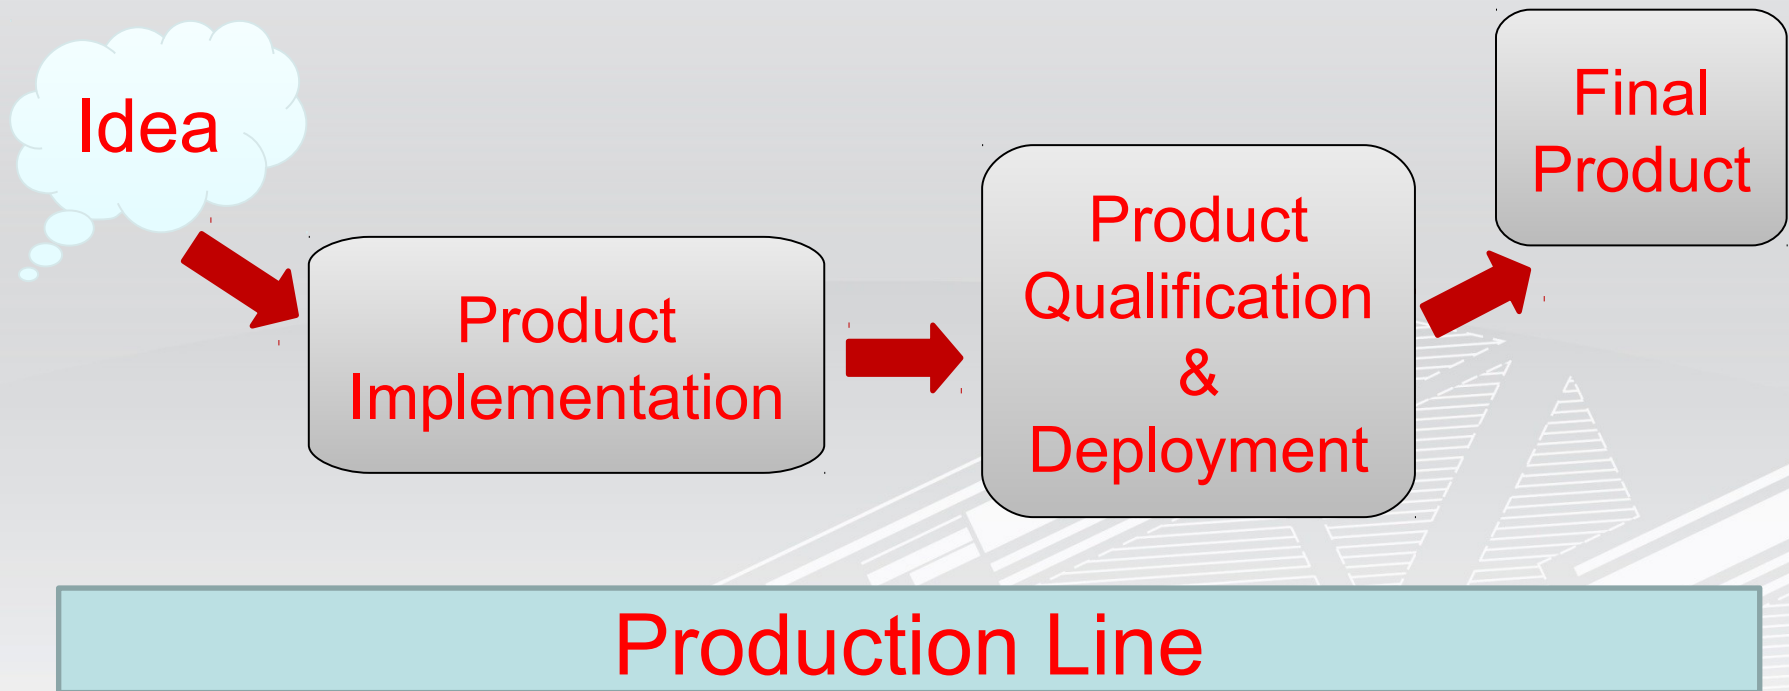 Idea
Product
Implementation
Product
Qualification
&
Deployment
Final
Product
Production Line